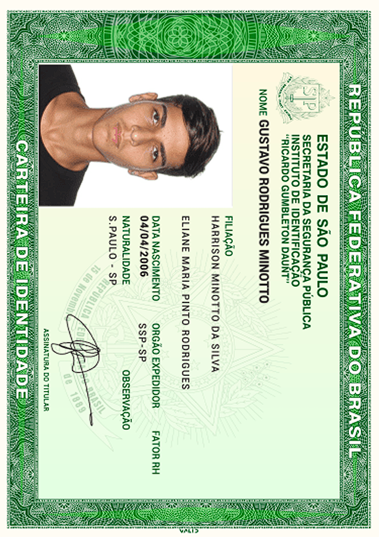 REPÚBLICA FEDERATIVA DO BRASIL
ESTADO DE SÃO PAULO
SECRETARIA DA SEGURANÇA PÚBLICA
INSTITUTO DE IDENTIFICAÇÃO
"RICARDO GUMBLETON DAUNT"
NOME GUSTAVO RODRIGUES MINOTTO
FILIAÇÃO
HARRISON MINOTTO DA SILVA
ELIANE MARIA PINTO RODRIGUES
DATA NASCIMENTO ORGÃO EXPEDIDOR FATOR RH
04/04/2006 SSP-SP
NATURALIDADE OBSERVAÇÃO
S.PAULO - SP
ASSINATURA DO TITULAR
CARTEIRA DE IDENTIDADE